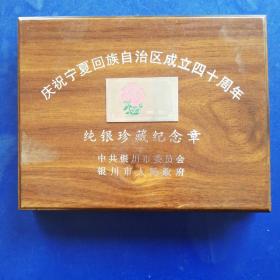 庆祝宁夏回族自治区成立四十周年
纯银珍藏纪念章
中共银川市委员会
银川市人民政府